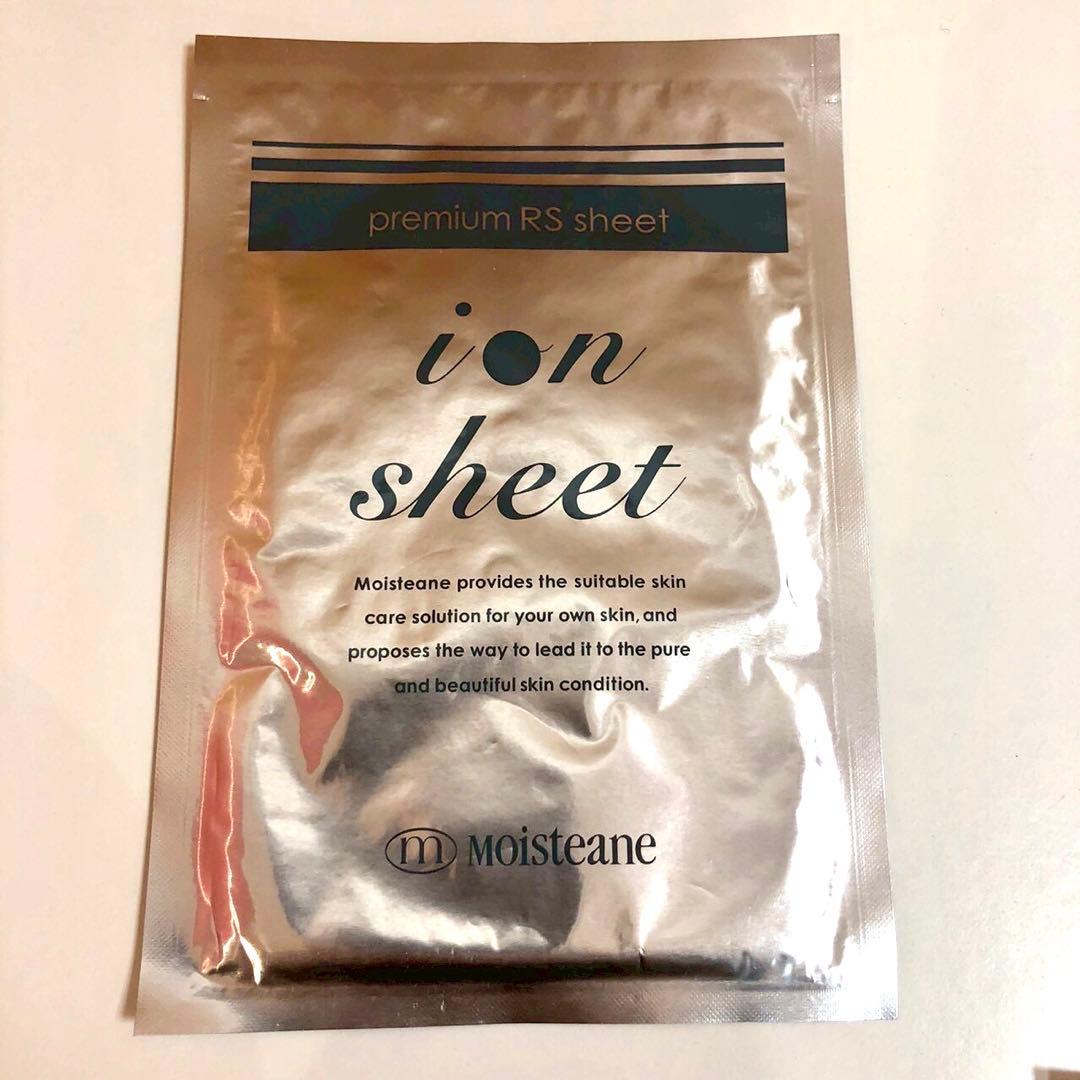 premium RS sheet
ion
sheet
Moisteane provides the suitable skin
care solution for your own skin, and
proposes the way to lead it to the pure
and beautiful skin condition.
m Moisteane